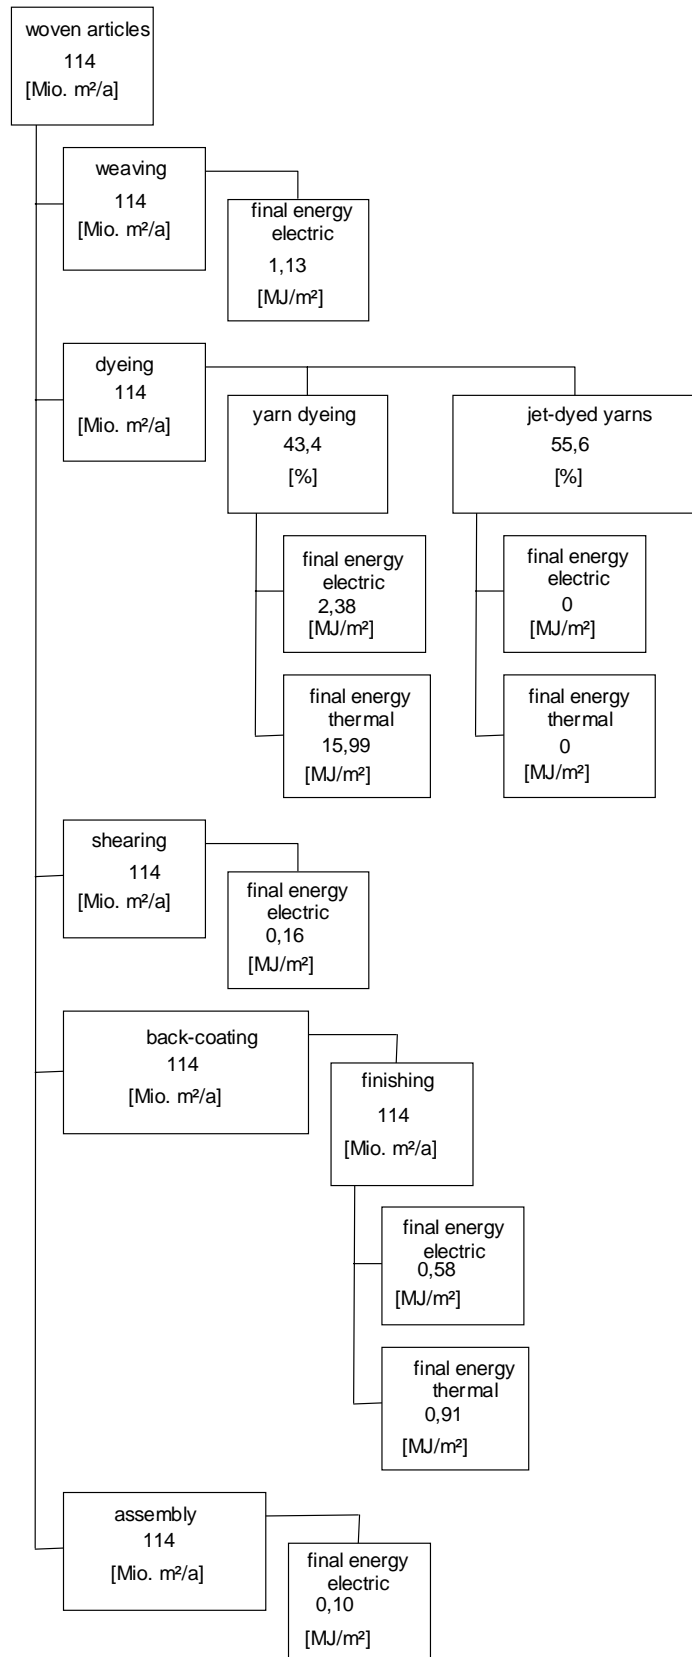 woven articles
114
[Mio. m²/a]
weaving
114
[Mio. m²/a]
final energy
electric
1,13
[MJ/m²]
dyeing
114
[Mio. m²/a]
yarn dyeing
43,4
[%]
jet-dyed yarns
55,6
[%]
final energy
electric
2,38
[MJ/m²]
final energy
electric
0
[MJ/m²]
final energy
thermal
15,99
[MJ/m²]
final energy
thermal
0
[MJ/m²]
shearing
114
[Mio. m²/a]
final energy
electric
0,16
[MJ/m²]
back-coating
114
[Mio. m²/a]
finishing
114
[Mio. m²/a]
final energy
electric
0,58
[MJ/m²]
final energy
thermal
0,91
[MJ/m²]
assembly
114
[Mio. m²/a]
final energy
electric
0,10
[MJ/m²]